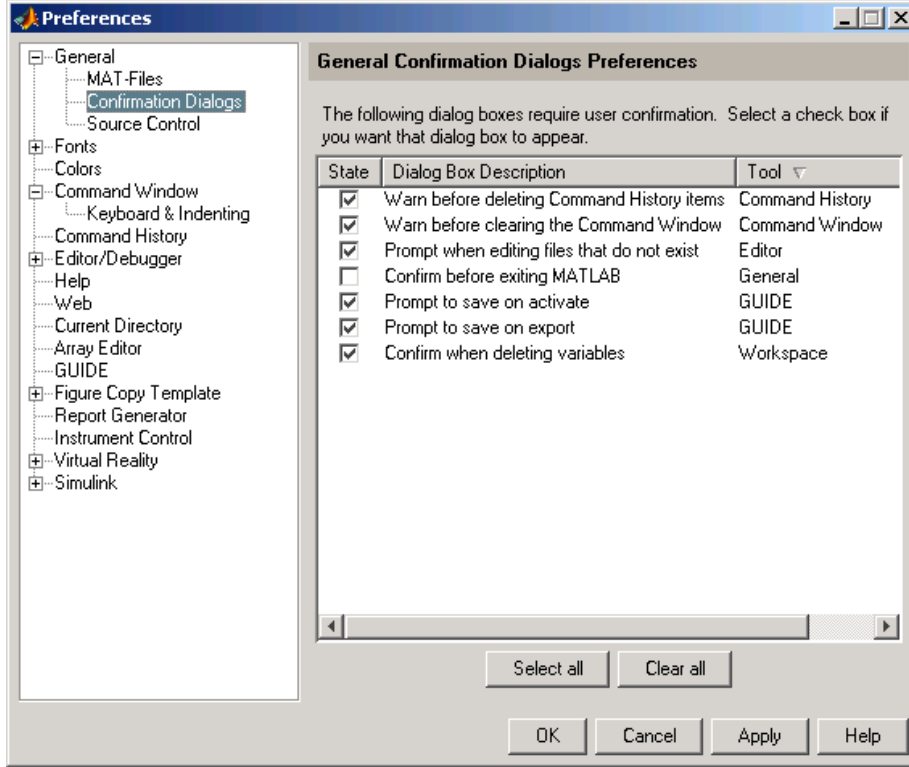 Preferences
General
MAT-Files
Confirmation Dialogs
Source Control
Fonts
Colors
Command Window
Keyboard & Indenting
Command History
Editor/Debugger
Help
Web
Current Directory
Array Editor
GUIDE
Figure Copy Template
Report Generator
Instrument Control
Virtual Reality
Simulink
General Confirmation Dialogs Preferences
The following dialog boxes require user confirmation. Select a check box if
you want that dialog box to appear.
State Dialog Box Description Tool
Warn before deleting Command History items Command History
Warn before clearing the Command Window Command Window
Prompt when editing files that do not exist Editor
Confirm before exiting MATLAB General
Prompt to save on activate GUIDE
Prompt to save on export GUIDE
Confirm when deleting variables Workspace
Select all Clear all
OK Cancel Apply Help